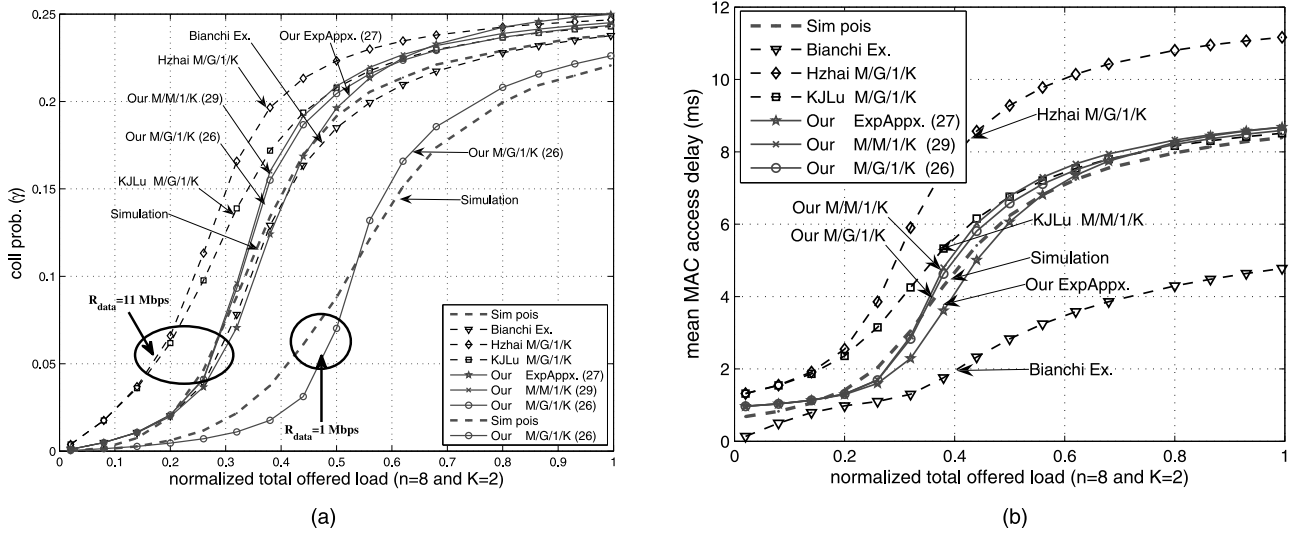 coll prob. (γ)
0.25
0.2
0.15
0.1
0.05
0
0
0.1
0.2
0.3
0.4
0.5
0.6
0.7
0.8
0.9
1
normalized total offered load (n=8 and K=2)
Bianchi Ex.
Our ExpAppx. (27)
Hzhai M/G/1/K
Our M/M/1/K (29)
Our M/G/1/K (26)
KJLu M/G/1/K
Simulation
R data=11 Mbps
Our M/G/1/K (26)
Simulation
R data=1 Mbps
Sim pois
Bianchi Ex.
Hzhai M/G/1/K
KJLu M/G/1/K
Our ExpAppx. (27)
Our M/M/1/K (29)
Our M/G/1/K (26)
Sim pois
Our M/G/1/K (26)
(a)
mean MAC access delay (ms)
12
10
8
6
4
2
0
0
0.2
0.4
0.6
0.8
1
normalized total offered load (n=8 and K=2)
Sim pois
Bianchi Ex.
Hzhai M/G/1/K
KJLu M/G/1/K
Our ExpAppx. (27)
Our M/M/1/K (29)
Our M/G/1/K (26)
Hzhai M/G/1/K
Our M/M/1/K
Our M/G/1/K
KJLu M/M/1/K
Simulation
Our ExpAppx.
Bianchi Ex.
(b)